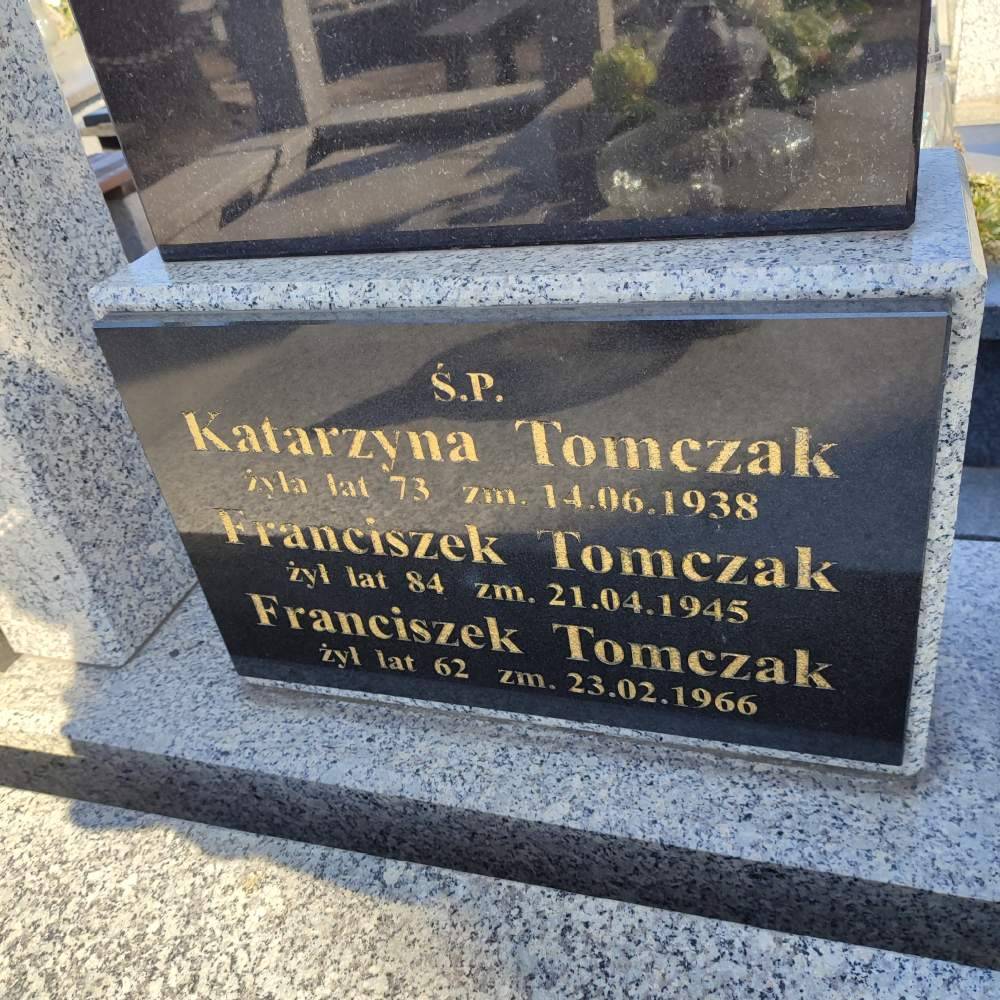 Ś.P.
Katarzyna Tomczak
żyła lat 73 zm. 14.06.1938
Franciszek Tomczak
żył lat 84 zm. 21.04.1945
Franciszek Tomczak
żył lat 62 zm. 23.02.1966